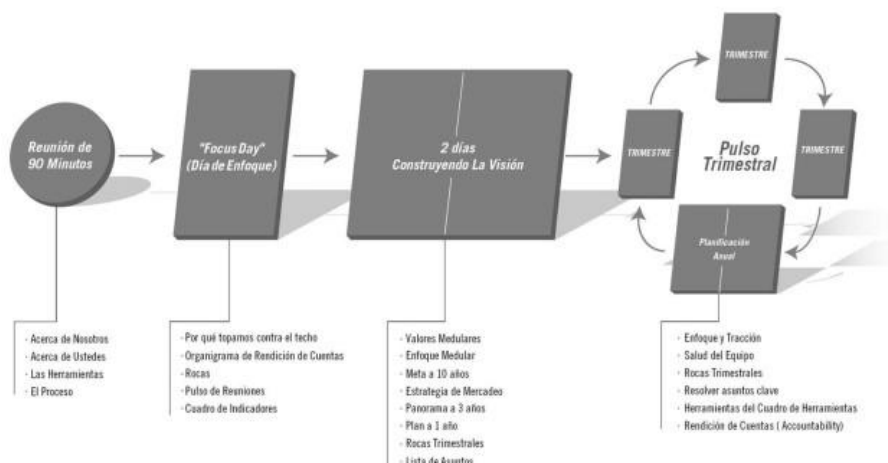 TRIMESTRE
Reunión de
90 Minutos
"Focus Day"
(Día de Enfoque)
2 días
Construyendo La Visión
TRIMESTRE
Pulso
Trimestral
TRIMESTRE
Planificación
Anual
· Acerca de Nosotros
· Acerca de Ustedes
· Las Herramientas
· El Proceso
· Por qué topamos contra el techo
· Organigrama de Rendición de Cuentas
· Rocas
· Pulso de Reuniones
· Cuadro de Indicadores
· Valores Medulares
· Enfoque Medular
· Meta a 10 años
· Estrategia de Mercadeo
· Panorama a 3 años
· Plan a 1 año
· Rocas Trimestrales
· Lista de Asuntos
· Enfoque y Tracción
· Salud del Equipo
· Rocas Trimestrales
· Resolver asuntos clave
· Herramientas del Cuadro de Herramientas
· Rendición de Cuentas ( Accountability)